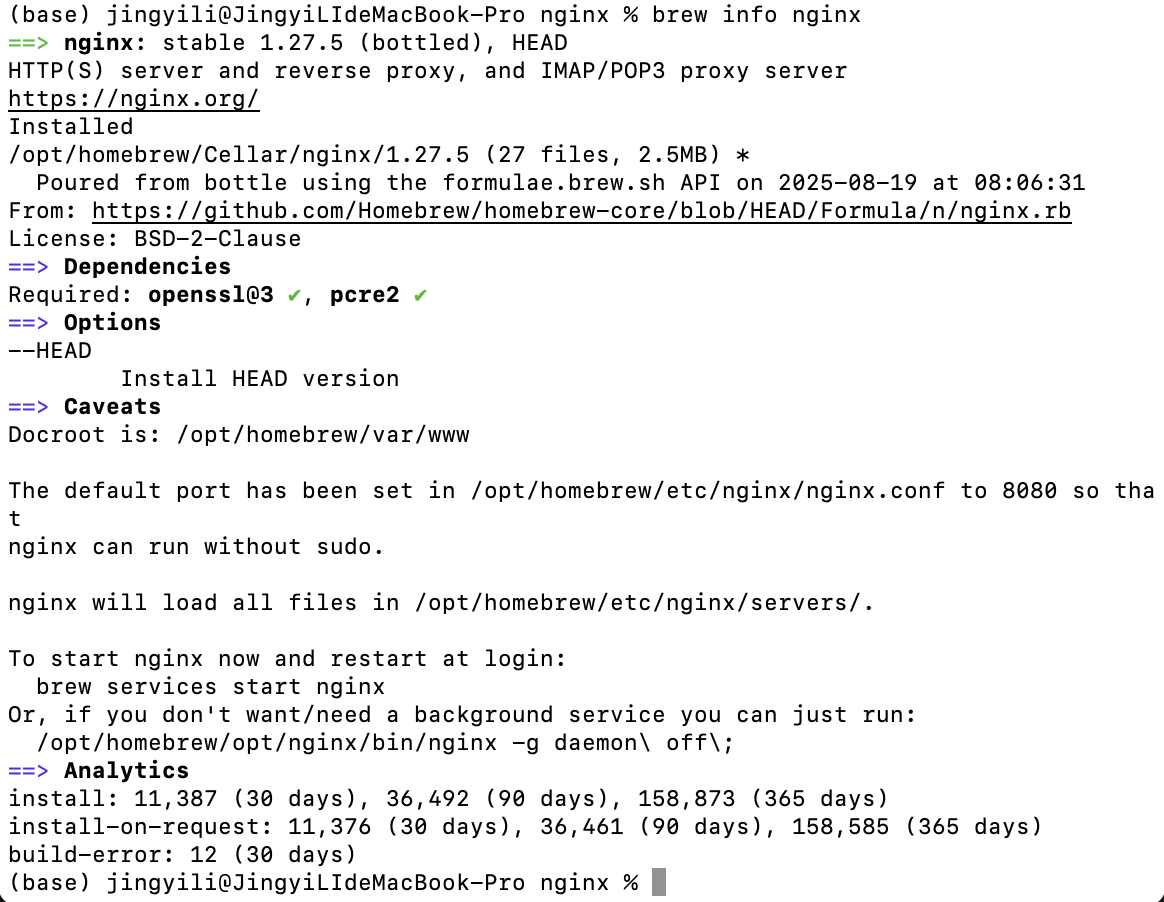 (base) jingyili@JingyiLIdeMacBook-Pro nginx % brew info nginx
==> nginx: stable 1.27.5 (bottled), HEAD
HTTP(S) server and reverse proxy, and IMAP/POP3 proxy server
https://nginx.org/
Installed
/opt/homebrew/Cellar/nginx/1.27.5 (27 files, 2.5MB) *
  Poured from bottle using the formulae.brew.sh API on 2025-08-19 at 08:06:31
From: https://github.com/Homebrew/homebrew-core/blob/HEAD/Formula/n/nginx.rb
License: BSD-2-Clause
==> Dependencies
Required: openssl@3 ✔, pcre2 ✔
==> Options
--HEAD
        Install HEAD version
==> Caveats
Docroot is: /opt/homebrew/var/www

The default port has been set in /opt/homebrew/etc/nginx/nginx.conf to 8080 so tha
t
nginx can run without sudo.

nginx will load all files in /opt/homebrew/etc/nginx/servers/.

To start nginx now and restart at login:
  brew services start nginx
Or, if you don't want/need a background service you can just run:
  /opt/homebrew/opt/nginx/bin/nginx -g daemon\ off\;
==> Analytics
install: 11,387 (30 days), 36,492 (90 days), 158,873 (365 days)
install-on-request: 11,376 (30 days), 36,461 (90 days), 158,585 (365 days)
build-error: 12 (30 days)
(base) jingyili@JingyiLIdeMacBook-Pro nginx %